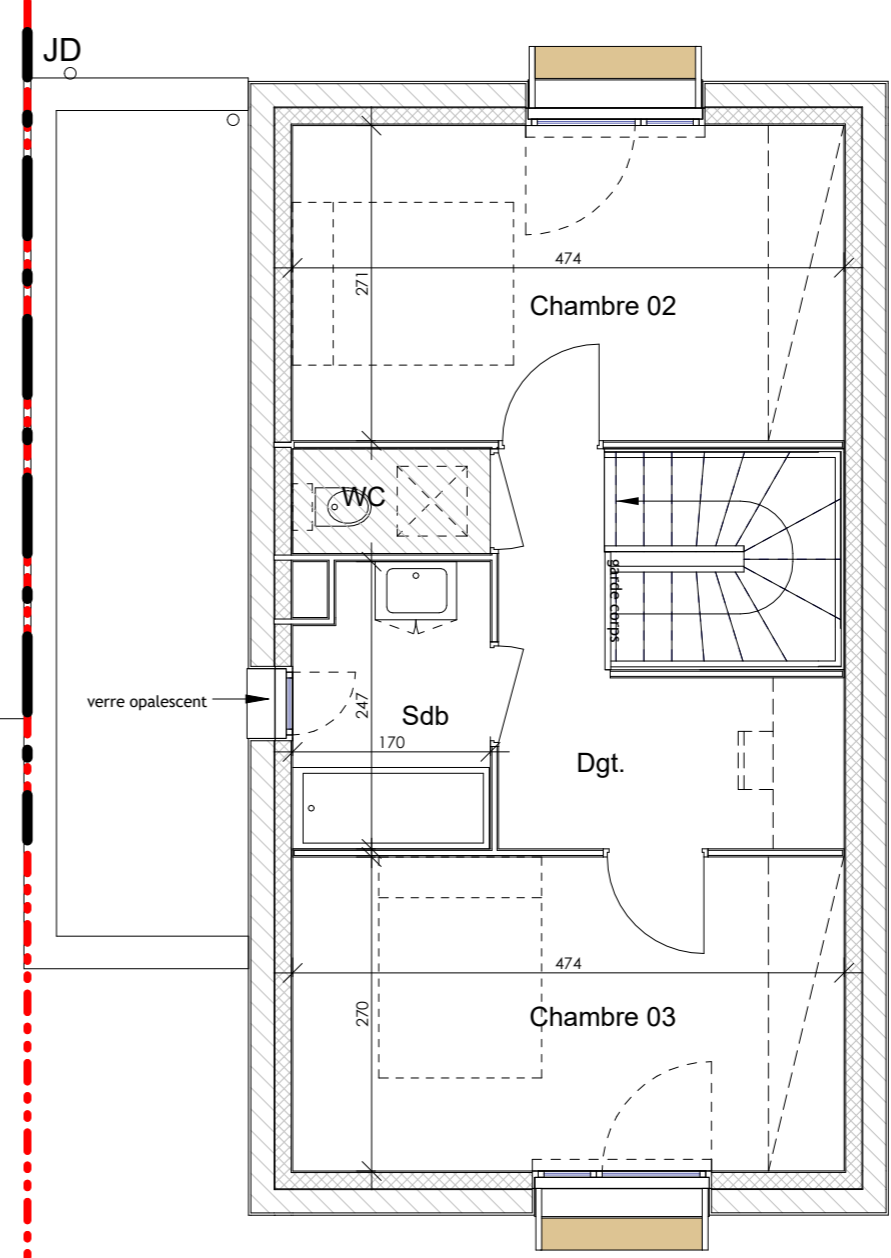 JD
474
271
Chambre 02
WC
garde corps
verre opalescent
247
Sdb
170
Dgt.
474
270
Chambre 03